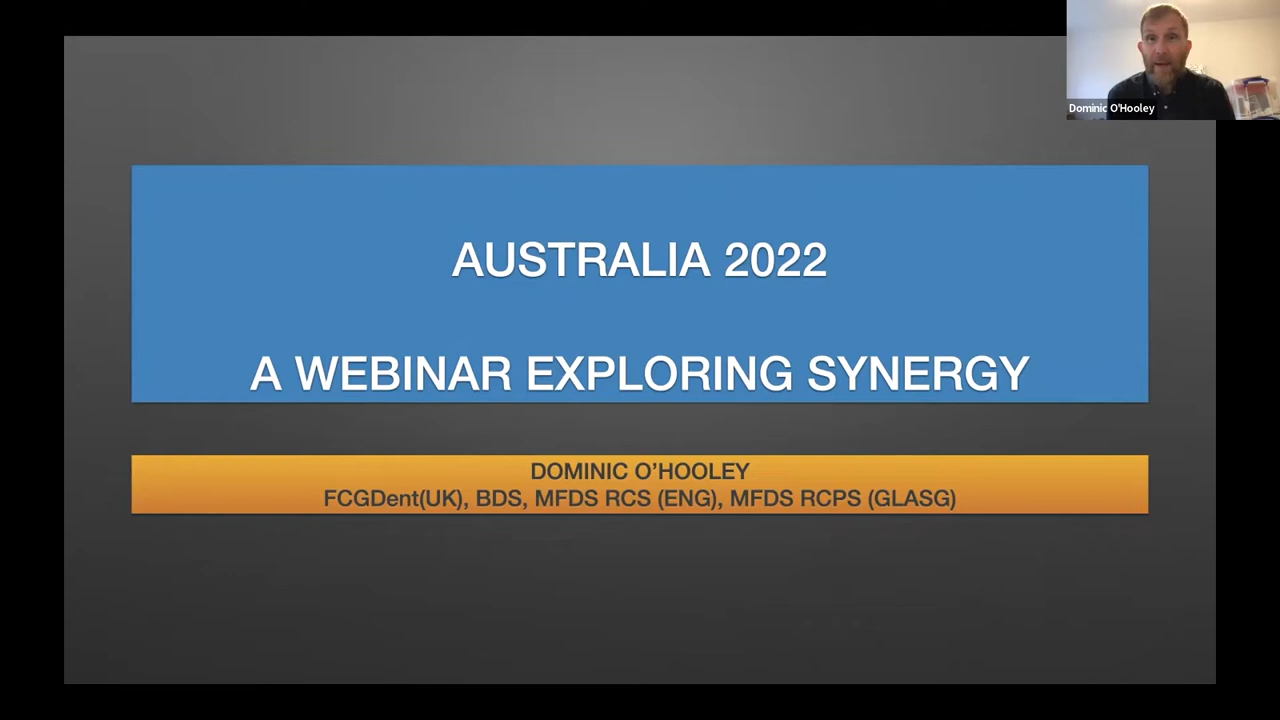 Dominic O'Hooley
AUSTRALIA 2022
A WEBINAR EXPLORING SYNERGY
DOMINIC O’HOOLEY
FCGDent(UK), BDS, MFDS RCS (ENG), MFDS RCPS (GLASG)